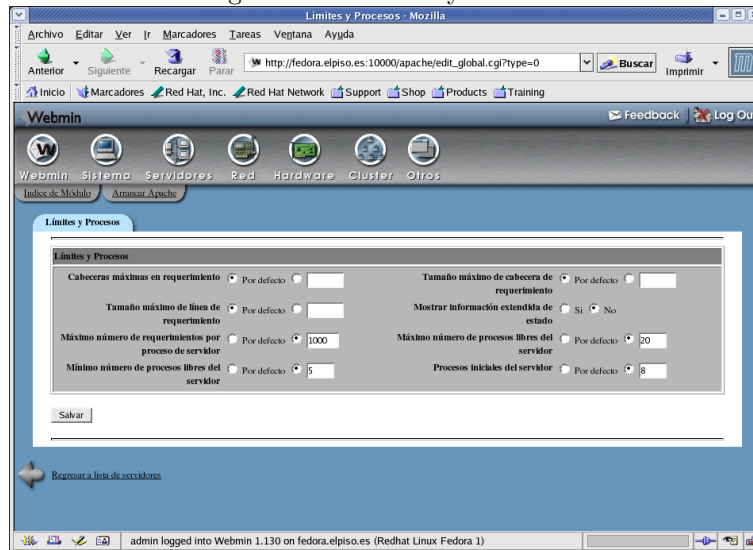 Límites y Procesos - Mozilla
Archivo Editar Ver Ir Marcadores Tareas Ventana Ayuda
Anterior Siguiente Recargar Parar http://fedora.elpiso.es:10000/apache/edit_global.cgi?type=0 Buscar Imprimir
Inicio Marcadores Red Hat, Inc. Red Hat Network Support Shop Products Training
Webmin Feedback Log Ou
Webmin Sistema Servidores Red Hardware Cluster Otros
Indice de Módulo Arrancar Apache
Límites y Procesos
Límites y Procesos
Cabeceras máximas en requerimiento Por defecto Tamaño máximo de cabecera de requerimiento Por defecto
Tamaño máximo de línea de requerimiento Por defecto Mostrar información extendida de estado Si No
Máximo número de requerimientos por proceso de servidor Por defecto 1000 Máximo número de procesos libres del servidor Por defecto 20
Mínimo número de procesos libres del servidor Por defecto 5 Procesos iniciales del servidor Por defecto 8
Salvar
Regresar a lista de servidores
admin logged into Webmin 1.130 on fedora.elpiso.es (Redhat Linux Fedora 1)